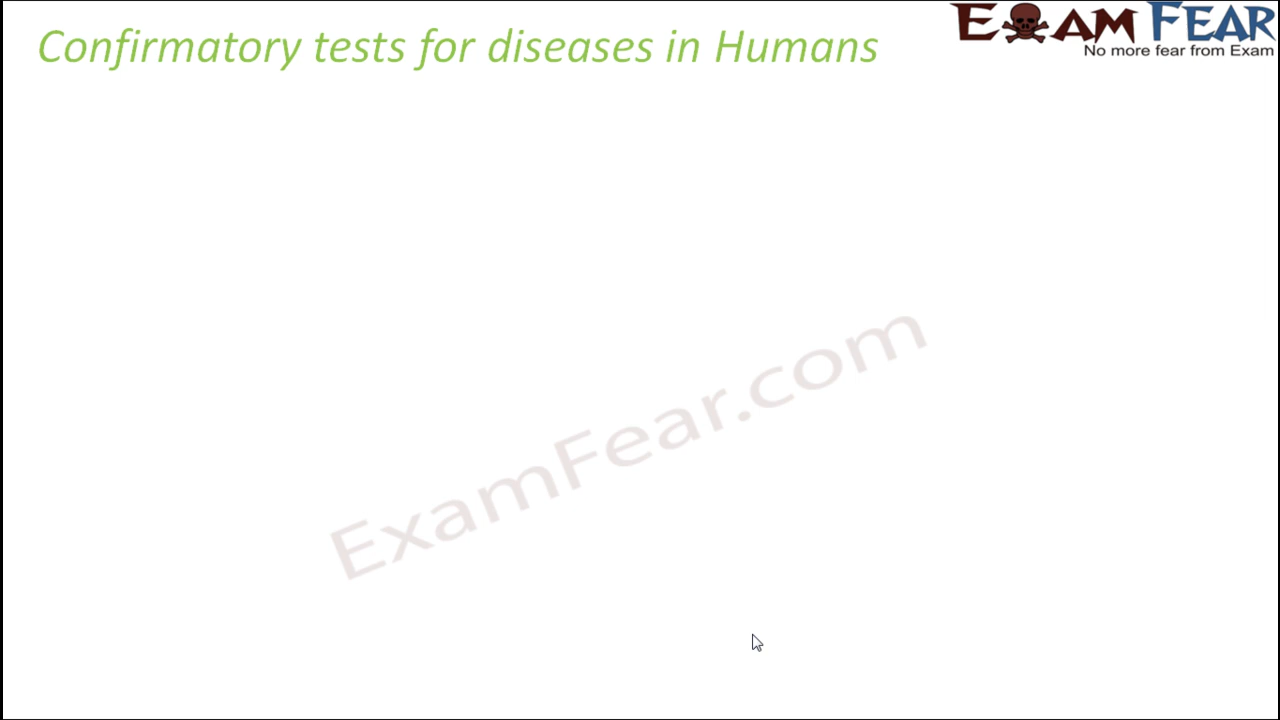 Confirmatory tests for diseases in Humans
EXAM FEAR
No more fear from Exam
ExamFear.com